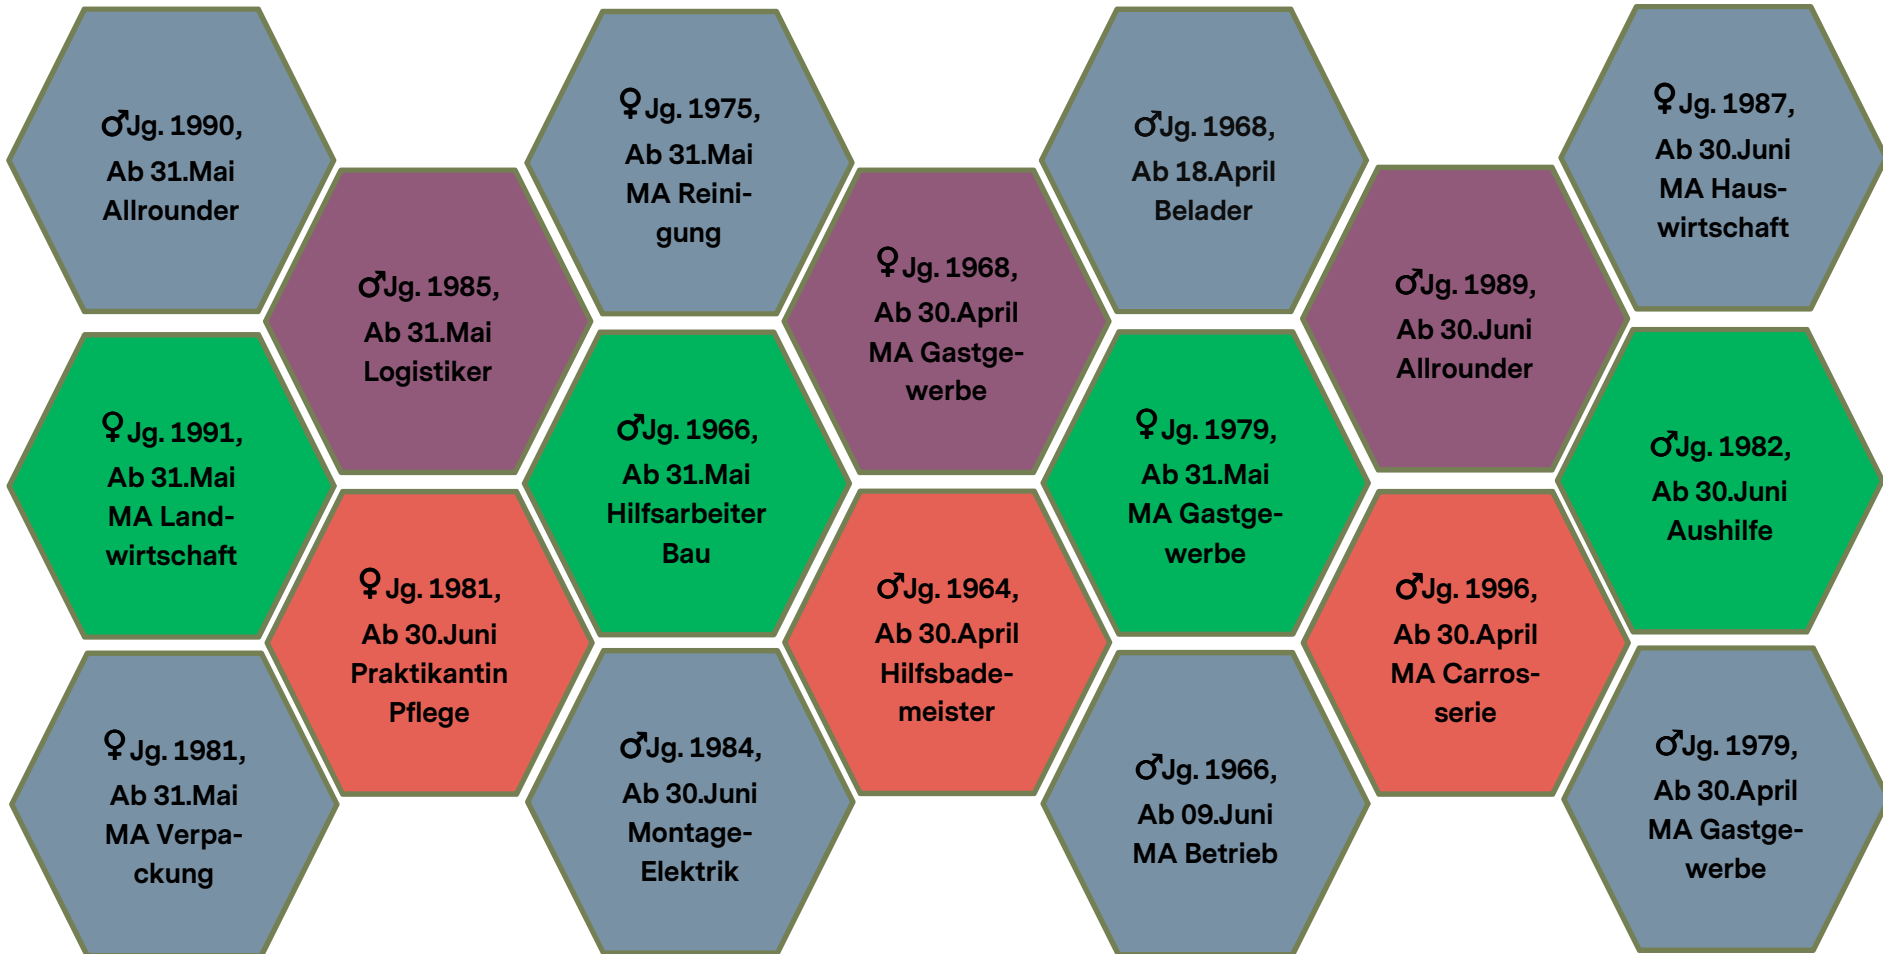 ♂Jg. 1990,
Ab 31.Mai
Allrounder
♀Jg. 1975,
Ab 31.Mai
MA Reini-
gung
♂Jg. 1968,
Ab 18.April
Belader
♀Jg. 1987,
Ab 30.Juni
MA Haus-
wirtschaft
♂Jg. 1985,
Ab 31.Mai
Logistiker
♀Jg. 1968,
Ab 30.April
MA Gastge-
werbe
♂Jg. 1989,
Ab 30.Juni
Allrounder
♀Jg. 1991,
Ab 31.Mai
MA Land-
wirtschaft
♂Jg. 1966,
Ab 31.Mai
Hilfsarbeiter
Bau
♀Jg. 1979,
Ab 31.Mai
MA Gastge-
werbe
♂Jg. 1982,
Ab 30.Juni
Aushilfe
♀Jg. 1981,
Ab 30.Juni
Praktikantin
Pflege
♂Jg. 1964,
Ab 30.April
Hilfsbade-
meister
♂Jg. 1996,
Ab 30.April
MA Carros-
serie
♀Jg. 1981,
Ab 31.Mai
MA Verpa-
ckung
♂Jg. 1984,
Ab 30.Juni
Montage-
Elektrik
♂Jg. 1966,
Ab 09.Juni
MA Betrieb
♂Jg. 1979,
Ab 30.April
MA Gastge-
werbe